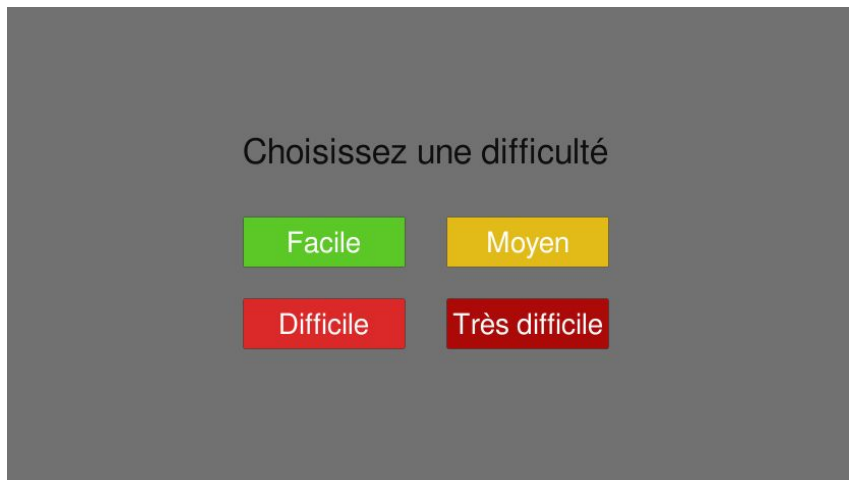 Choisissez une difficulté
Facile
Moyen
Difficile
Très difficile